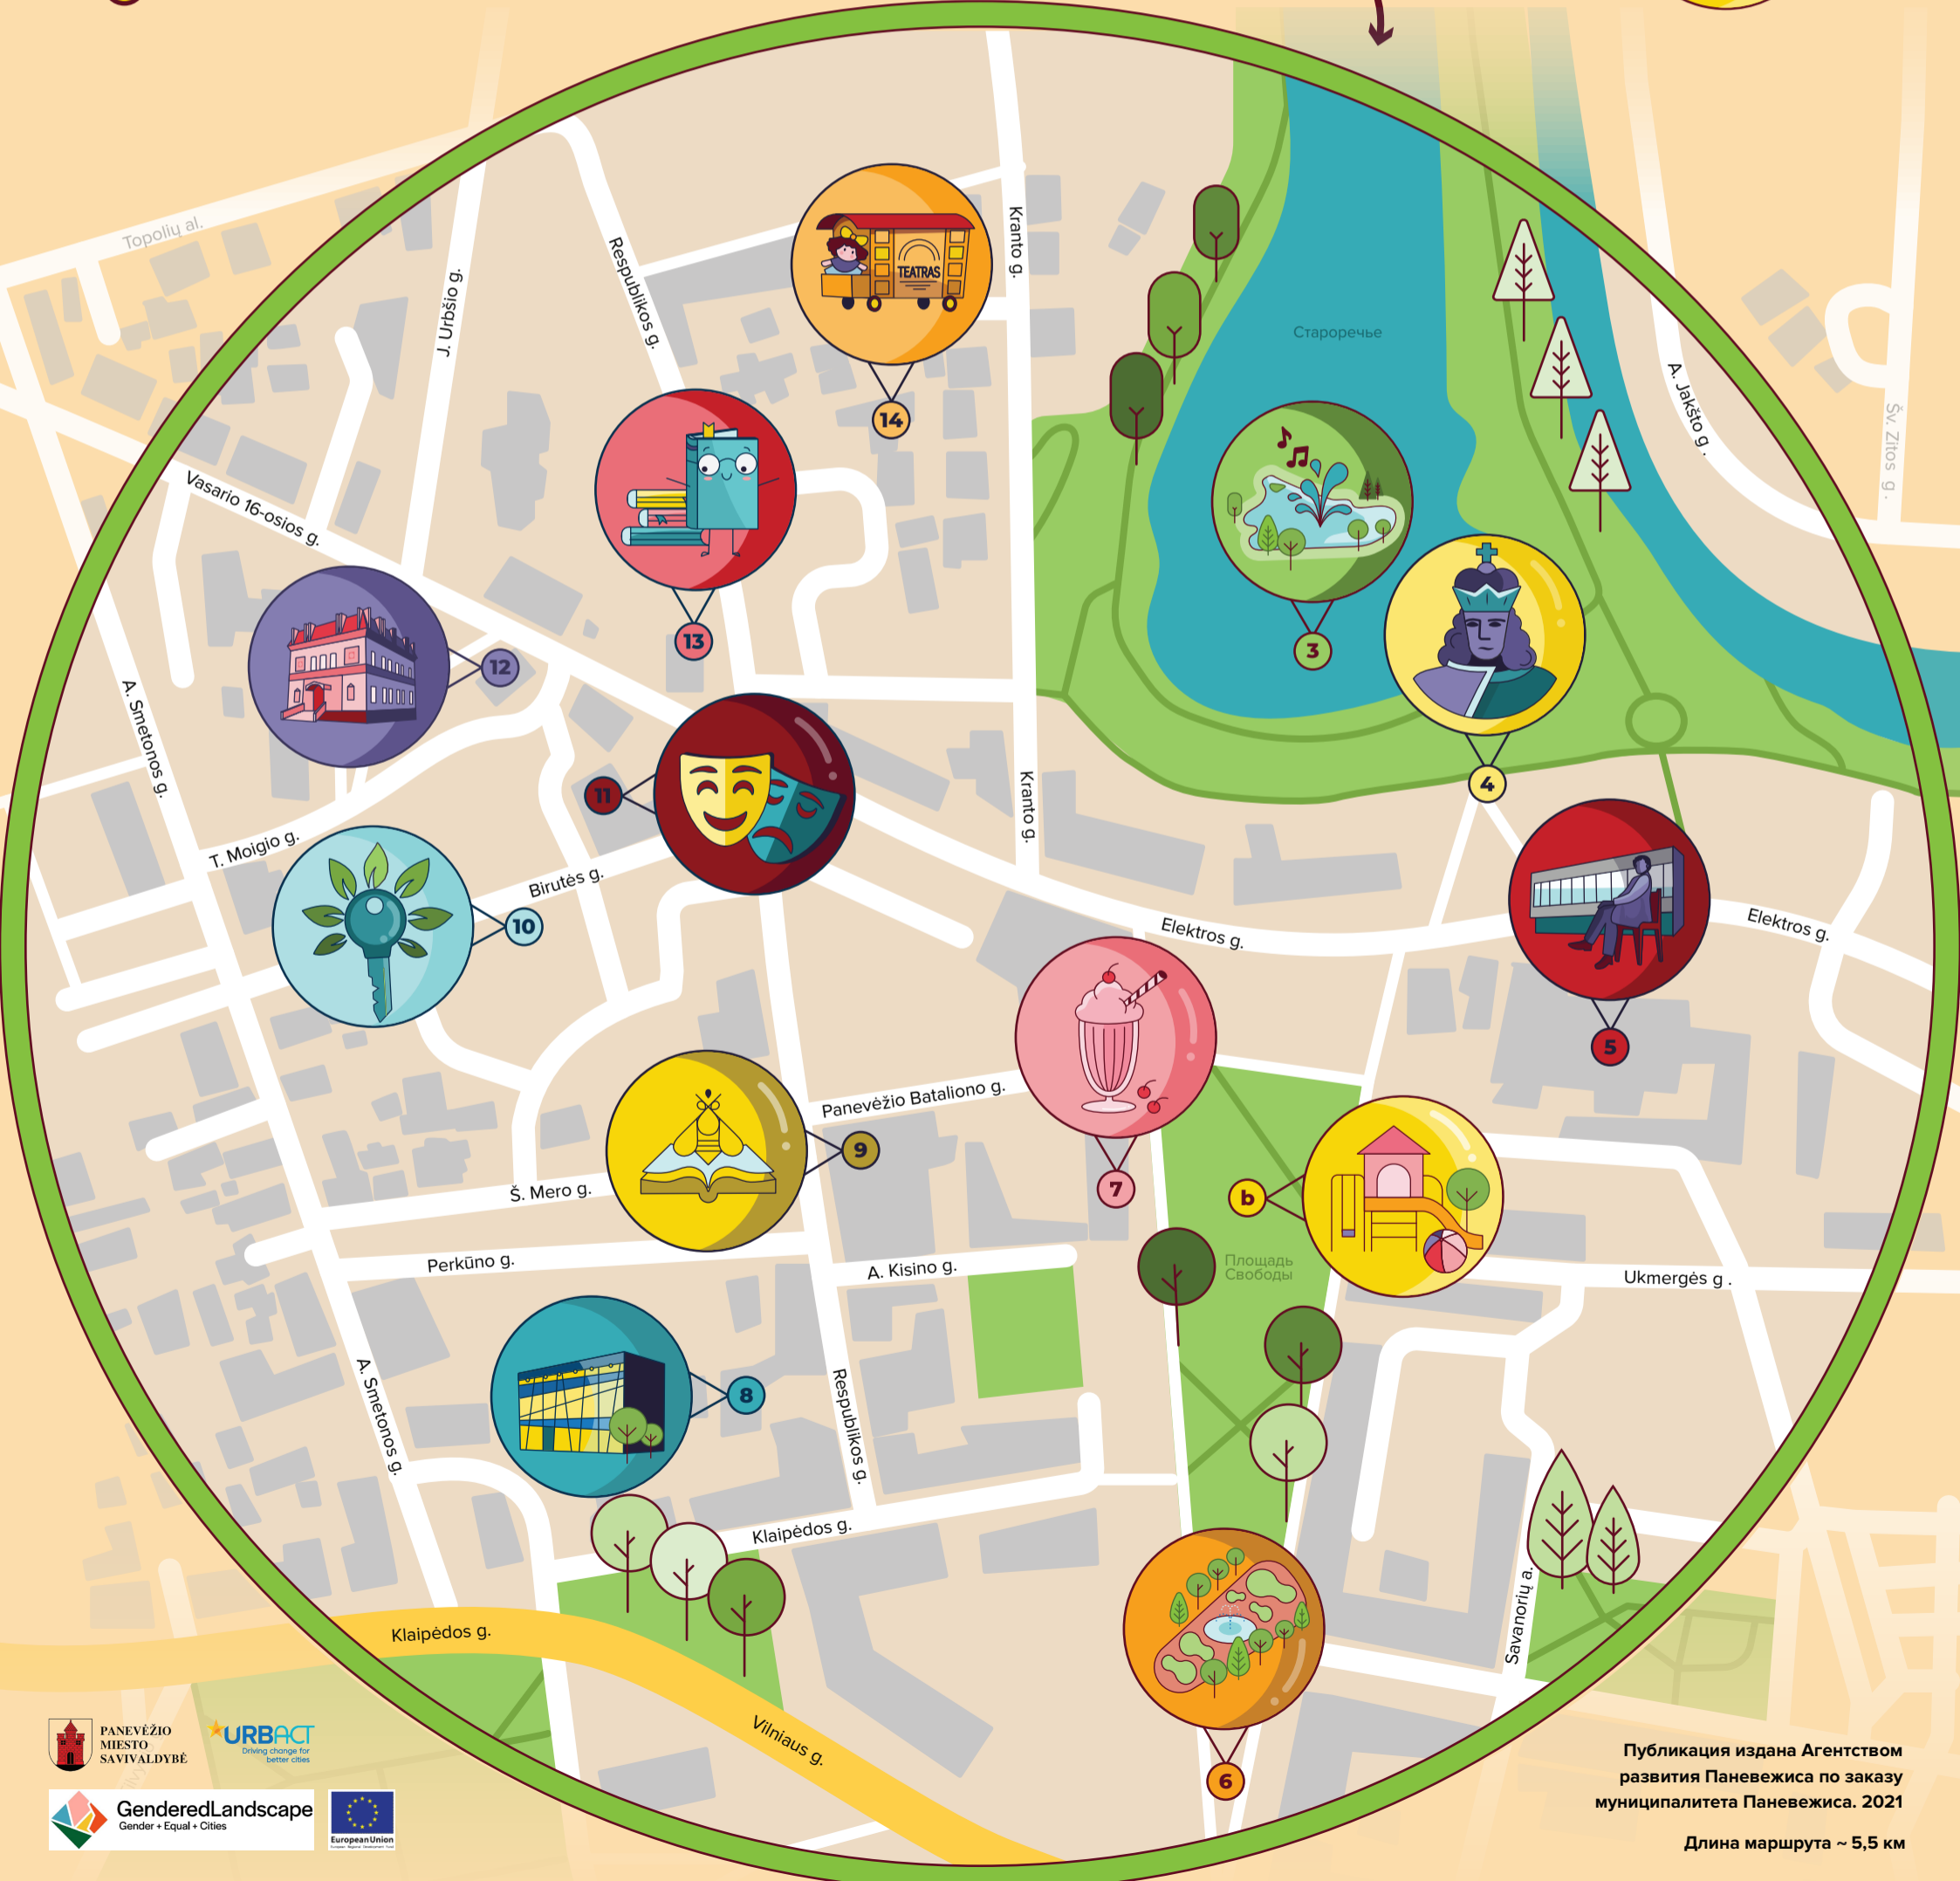 Topolių al.
J. Urbšio g.
Respublikos g.
Kranto g.
TEATRAS
14
Староречье
A. Jakšto g.
Šv. Zitos g.
Vasario 16-osios g.
13
12
3
4
A. Smetonos g.
11
Kranto g.
T. Moigio g.
Birutės g.
10
Elektros g.
Elektros g.
5
Panevėžio Bataliono g.
9
7
b
Š. Mero g.
Площадь
Свободы
Perkūno g.
A. Kisino g.
Ukmergės g.
A. Smetonos g.
8
Respublikos g.
Klaipėdos g.
Savanorių a.
Klaipėdos g.
Vilniaus g.
6
PANEVĖŽIO
MIESTO
SAVIVALDYBĖ
URBACT
Driving change for
better cities
GenderedLandscape
Gender + Equal + Cities
European Union
Публикация издана Агентством
развития Паневежиса по заказу
муниципалитета Паневежиса. 2021
Длина маршрута ~ 5,5 км